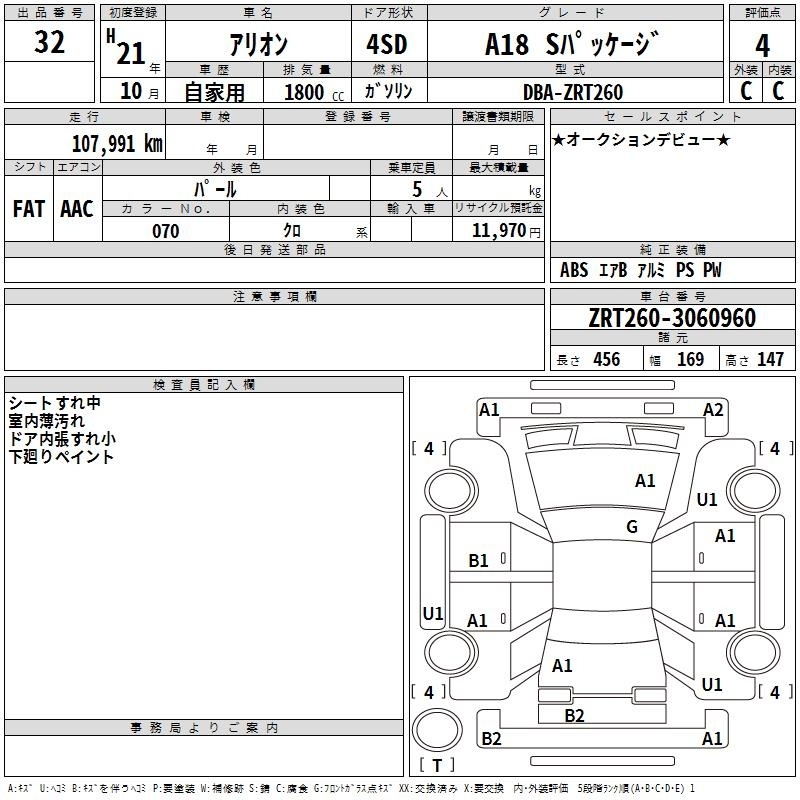 出品番号 初度登録 車名 ドア形状 グレード 評価点
32 H21年 アリオン 4SD A18 Sパッケージ 4
車歴 排気量 燃料 型式 外装 内装
10月 自家用 1800 CC ガソリン DBA-ZRT260 C C
走行 車検 登録番号 譲渡書類期限 セールスポイント
107,991 km 年 月 月 日 ★オークションデビュー★
シフト エアコン 外装色 乗車定員 最大積載量
FAT AAC パール 5人 kg
カラーNo. 内装色 輸入車 リサイクル預託金
070 クロ 系 11,970円
後日発送部品 純正装備
ABS エアB アルミ PS PW
注意事項欄 車台番号
ZRT260-3060960
諸元
長さ 456 幅 169 高さ 147
検査員記入欄
シートすれ中
室内薄汚れ
ドア内張すれ小
下廻りペイント
事務局よりご案内
A1 A2
[ 4 ] [ 4 ]
A1
U1
G
A1
B1
U1 A1 A1
A1
U1
[ 4 ] [ 4 ]
B2
B2 A1
[ T ]
A:キズ U:ヘコミ B:キズを伴うヘコミ P:要塗装 W:補修跡 S:錆 C:腐食 G:フロントガラス点キズ XX:交換済み X:要交換 内・外装評価 5段階ランク順(A・B・C・D・E) 1